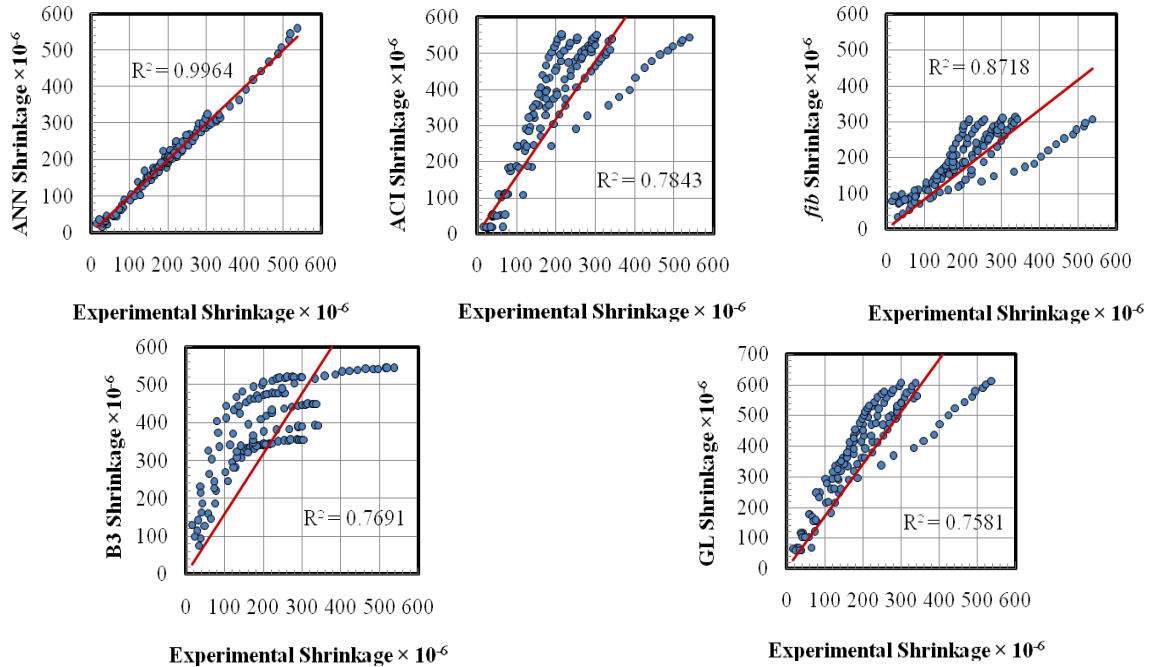 ANN Shrinkage ×10-6
600
500
400
300
200
100
0
R2 = 0.9964
0 100 200 300 400 500 600
Experimental Shrinkage × 10-6
ACI Shrinkage ×10-6
600
500
400
300
200
100
0
R2 = 0.7843
0 100 200 300 400 500 600
Experimental Shrinkage × 10-6
fib Shrinkage ×10-6
600
500
400
300
200
100
0
R2 = 0.8718
0 100 200 300 400 500 600
Experimental Shrinkage × 10-6
B3 Shrinkage ×10-6
600
500
400
300
200
100
0
R2 = 0.7691
0 100 200 300 400 500 600
Experimental Shrinkage × 10-6
GL Shrinkage ×10-6
700
600
500
400
300
200
100
0
R2 = 0.7581
0 100 200 300 400 500 600
Experimental Shrinkage × 10-6